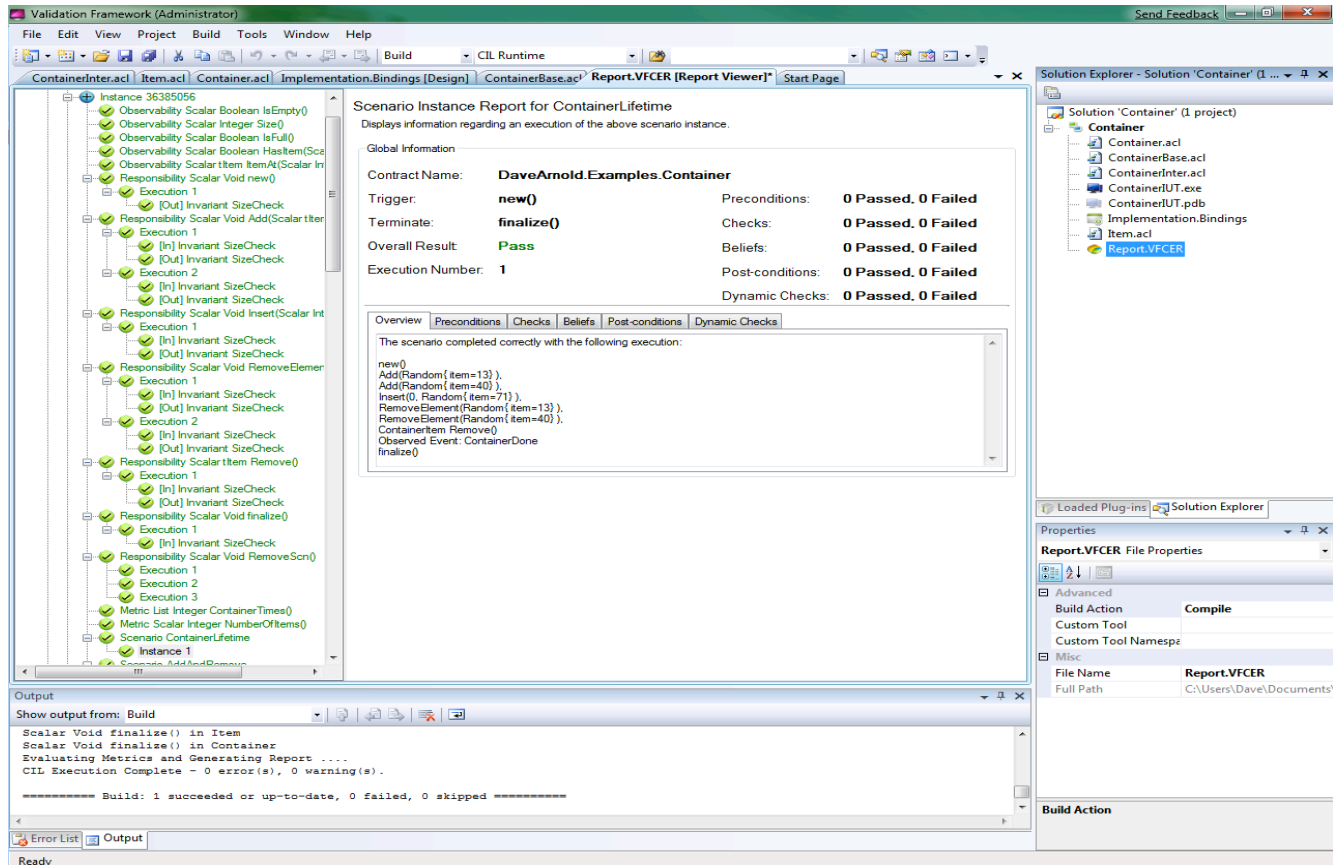 Validation Framework (Administrator)
Send Feedback
File Edit View Project Build Tools Window Help
Build CIL Runtime
ContainerInter.acl Item.acl Container.acl Implementation.Bindings [Design] ContainerBase.acl Report.VFCER [Report Viewer]* Start Page
Instance 36385056
Observability Scalar Boolean IsEmpty()
Observability Scalar Integer Size()
Observability Scalar Boolean IsFull()
Observability Scalar Boolean HasItem(Sca
Observability Scalar tItem ItemAt(Scalar In
Responsibility Scalar Void new()
Execution 1
[Out] Invariant SizeCheck
Responsibility Scalar Void Add(Scalar tIter
Execution 1
[In] Invariant SizeCheck
[Out] Invariant SizeCheck
Execution 2
[In] Invariant SizeCheck
[Out] Invariant SizeCheck
Responsibility Scalar Void Insert(Scalar Int
Execution 1
[In] Invariant SizeCheck
[Out] Invariant SizeCheck
Responsibility Scalar Void RemoveElemer
Execution 1
[In] Invariant SizeCheck
[Out] Invariant SizeCheck
Execution 2
[In] Invariant SizeCheck
[Out] Invariant SizeCheck
Responsibility Scalar tItem Remove()
Execution 1
[In] Invariant SizeCheck
[Out] Invariant SizeCheck
Responsibility Scalar Void finalize()
Execution 1
[In] Invariant SizeCheck
Responsibility Scalar Void RemoveScn()
Execution 1
Execution 2
Execution 3
Metric List Integer ContainerTimes()
Metric Scalar Integer NumberOfItems()
Scenario ContainerLifetime
Instance 1
Scenario AddAndRemove
Scenario Instance Report for ContainerLifetime
Displays information regarding an execution of the above scenario instance.
Global Information
Contract Name: DaveArnold.Examples.Container
Trigger: new() Preconditions: 0 Passed, 0 Failed
Terminate: finalize() Checks: 0 Passed, 0 Failed
Overall Result: Pass Beliefs: 0 Passed, 0 Failed
Execution Number: 1 Post-conditions: 0 Passed, 0 Failed
Dynamic Checks: 0 Passed, 0 Failed
Overview Preconditions Checks Beliefs Post-conditions Dynamic Checks
The scenario completed correctly with the following execution:
new()
Add(Random{ item=13} ),
Add(Random{ item=40} ),
Insert(0, Random{ item=71} ),
RemoveElement(Random{ item=13} ),
RemoveElement(Random{ item=40} ),
ContainerItem Remove()
Observed Event: ContainerDone
finalize()
Solution Explorer - Solution 'Container' (1 ...
Solution 'Container' (1 project)
Container
Container.acl
ContainerBase.acl
ContainerInter.acl
ContainerIUT.exe
ContainerIUT.pdb
Implementation.Bindings
Item.acl
Report.VFCER
Loaded Plug-ins Solution Explorer
Properties
Report.VFCER File Properties
Advanced
Build Action Compile
Custom Tool
Custom Tool Namespa
Misc
File Name Report.VFCER
Full Path C:\Users\Dave\Documents\
Build Action
Output
Show output from: Build
Scalar Void finalize() in Item
Scalar Void finalize() in Container
Evaluating Metrics and Generating Report ....
CIL Execution Complete - 0 error(s), 0 warning(s).
========== Build: 1 succeeded or up-to-date, 0 failed, 0 skipped ==========
Error List Output
Ready